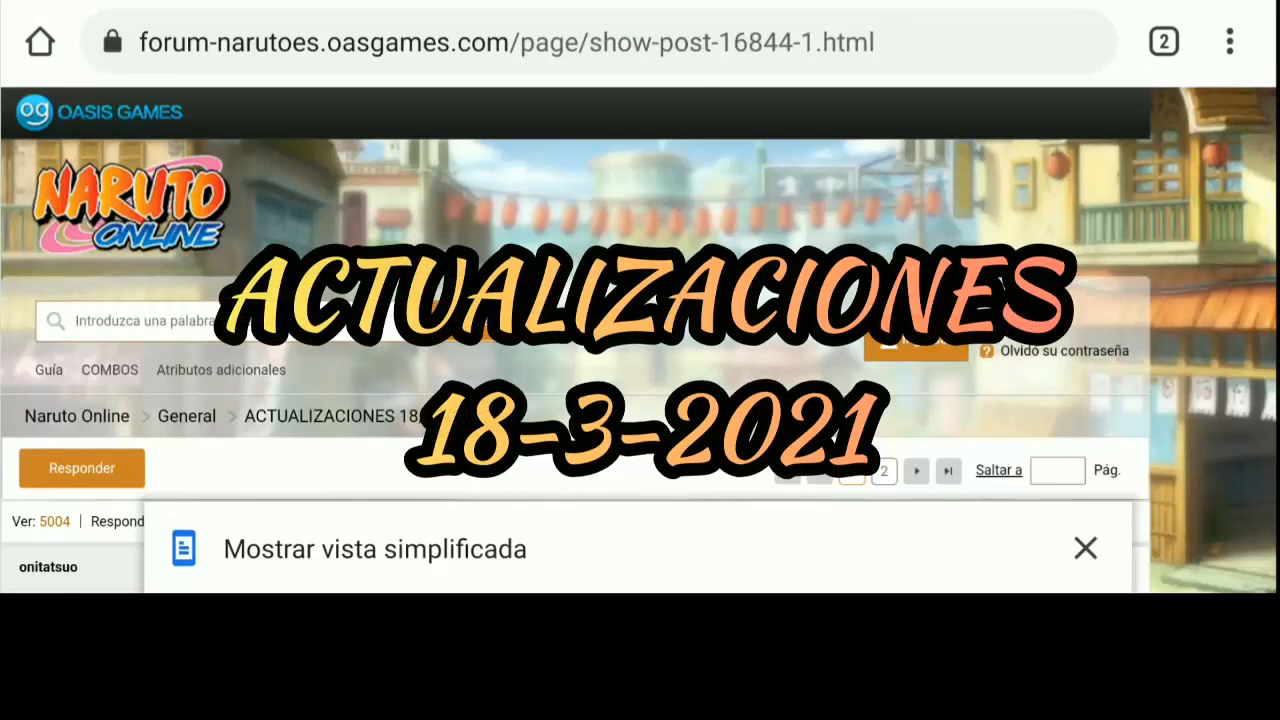 forum-narutoes.oasgames.com/page/show-post-16844-1.html
2
og OASIS GAMES
NARUTO
ONLINE
ACTUALIZACIONES
18-3-2021
Introduzca una palabra
Olvidó su contraseña
Guía COMBOS Atributos adicionales
Naruto Online > General > ACTUALIZACIONES 18
Responder
2 Saltar a Pág.
Ver: 5004 | Respond
Mostrar vista simplificada
onitatsuo